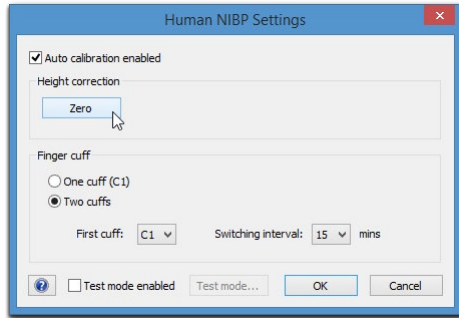 Human NIBP Settings
Auto calibration enabled
Height correction
Zero
Finger cuff
One cuff (C1)
Two cuffs
First cuff: C1 Switching interval: 15 mins
Test mode enabled Test mode... OK Cancel